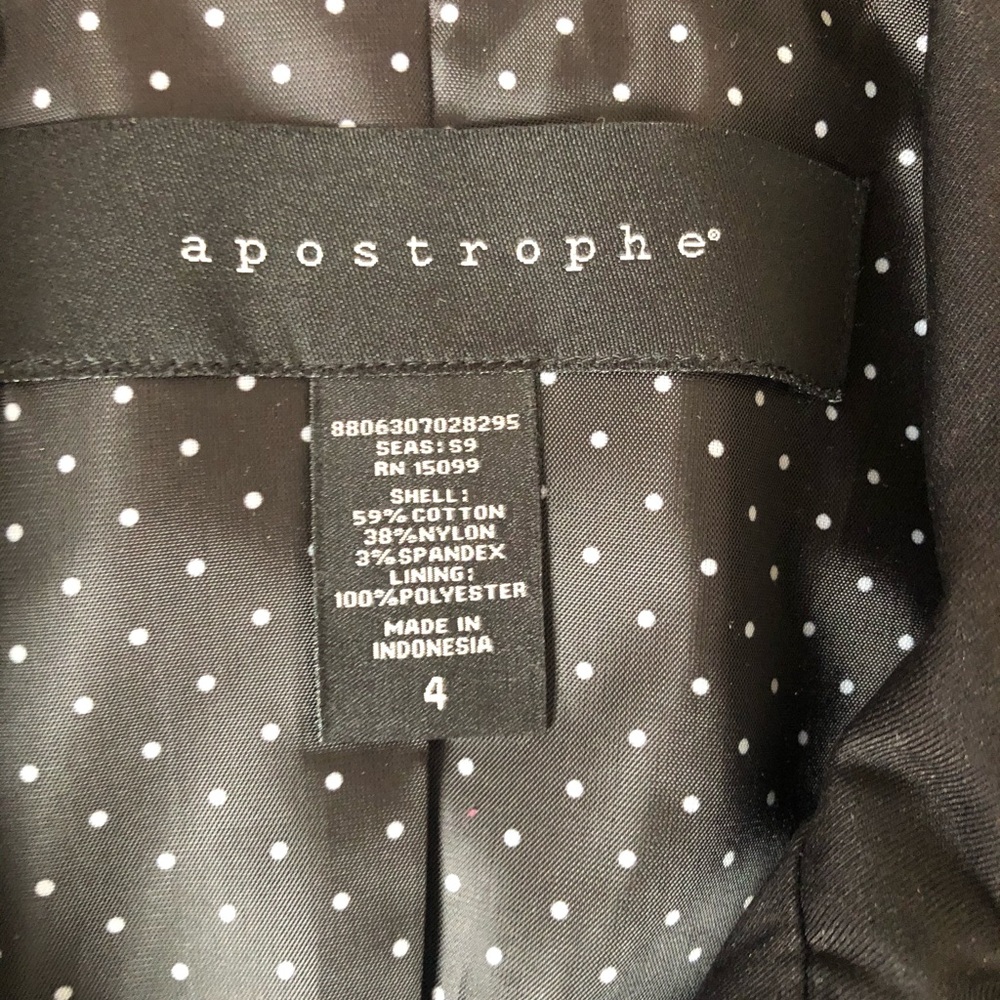 apostrophe®
8806307028295
SEAS: S9
RN 15099
SHELL:
59% COTTON
38%NYLON
3% SPANDEX
LINING:
100%POLYESTER
MADE IN
INDONESIA
4